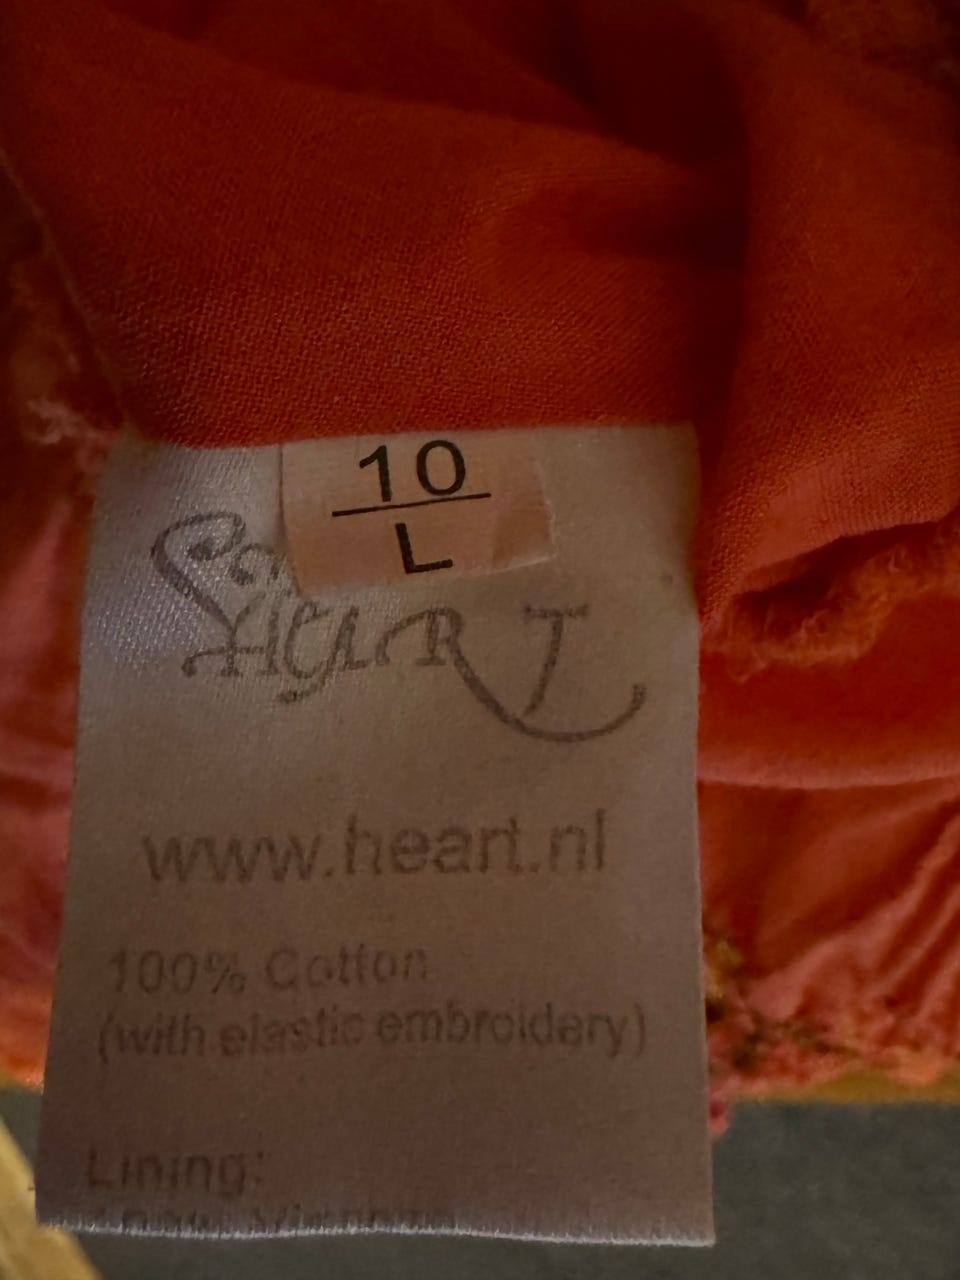 10
L
HEART
www.heart.nl
100% Cotton
(with elastic embroidery)
Lining: